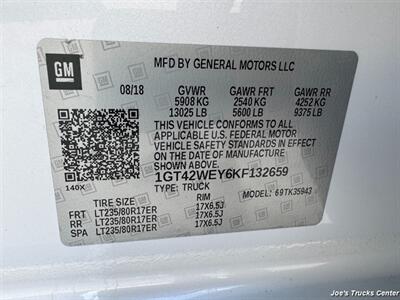 GM
MFD BY GENERAL MOTORS LLC
08/18 GVWR GAWR FRT GAWR RR
5908 KG 2540 KG 4252 KG
13025 LB 5600 LB 9375 LB
THIS VEHICLE CONFORMS TO ALL
APPLICABLE U.S. FEDERAL MOTOR
VEHICLE SAFETY STANDARDS IN EFFECT
ON THE DATE OF MANUFACTURE
SHOWN ABOVE.
140X 1GT42WEY6KF132659
TYPE: TRUCK MODEL: 69TK35943
TIRE SIZE RIM
FRT LT235/80R17ER 17X6.5J
RR LT235/80R17ER 17X6.5J
SPA LT235/80R17ER 17X6.5J
Joe's Trucks Center